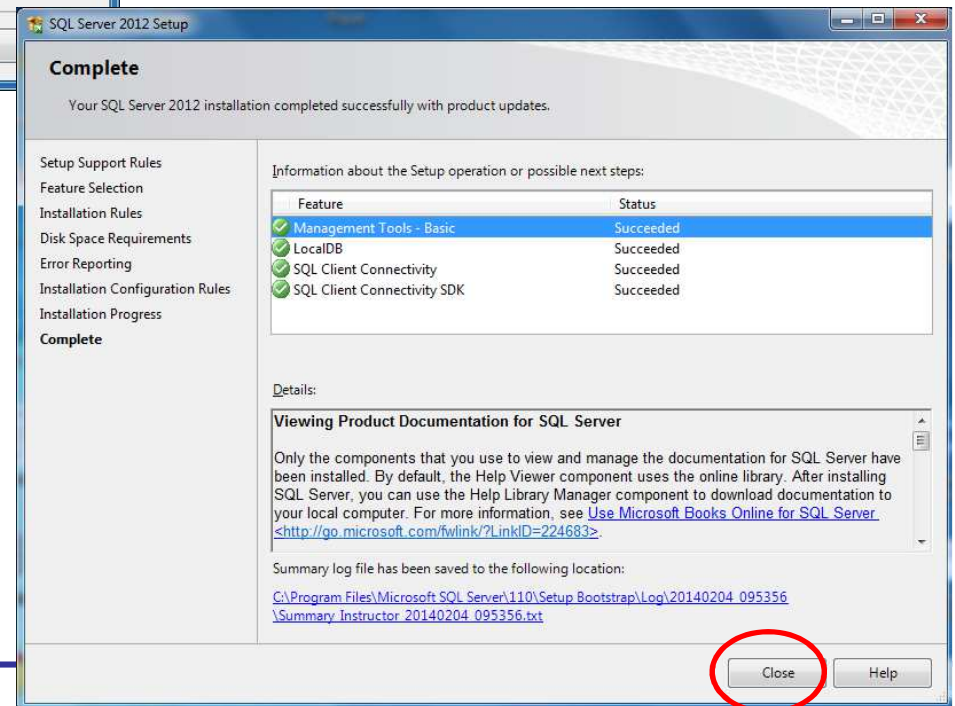 SQL Server 2012 Setup
Complete
Your SQL Server 2012 installation completed successfully with product updates.
Setup Support Rules
Feature Selection
Installation Rules
Disk Space Requirements
Error Reporting
Installation Configuration Rules
Installation Progress
Complete
Information about the Setup operation or possible next steps:
Feature Status
Management Tools - Basic Succeeded
LocalDB Succeeded
SQL Client Connectivity Succeeded
SQL Client Connectivity SDK Succeeded
Details:
Viewing Product Documentation for SQL Server
Only the components that you use to view and manage the documentation for SQL Server have
been installed. By default, the Help Viewer component uses the online library. After installing
SQL Server, you can use the Help Library Manager component to download documentation to
your local computer. For more information, see Use Microsoft Books Online for SQL Server
<http://go.microsoft.com/fwlink/?LinkID=224683>.
Summary log file has been saved to the following location:
C:\Program Files\Microsoft SQL Server\110\Setup Bootstrap\Log\20140204_095356
\Summary_Instructor_20140204_095356.txt
Close Help